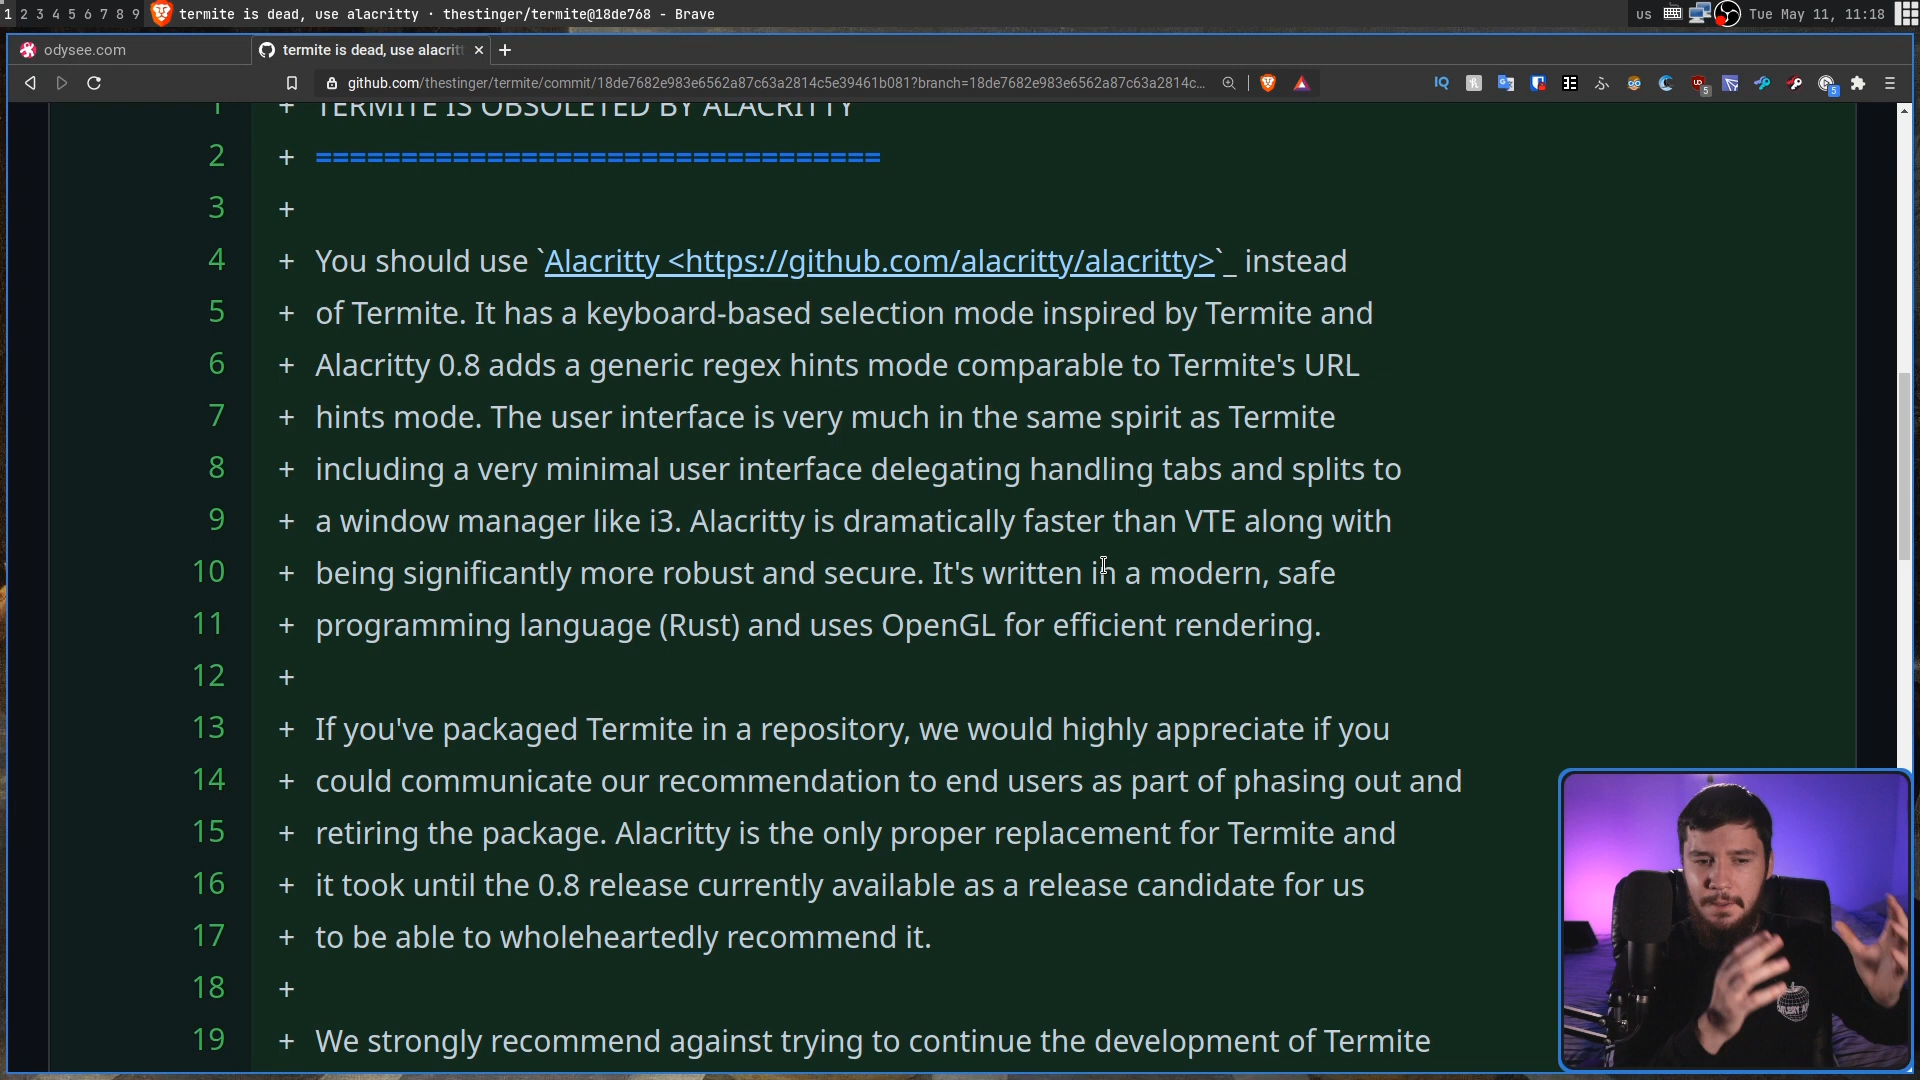 1 2 3 4 5 6 7 8 9 termite is dead, use alacritty · thestinger/termite@18de768 - Brave us Tue May 11, 11:18
odysee.com termite is dead, use alacritt
github.com/thestinger/termite/commit/18de7682e983e6562a87c63a2814c5e39461b081?branch=18de7682e983e6562a87c63a2814c... IQ 5 5
1 + TERMITE IS OBSOLETED BY ALACRITTY
2 + =================================
3 +
4 + You should use `Alacritty <https://github.com/alacritty/alacritty>`_ instead
5 + of Termite. It has a keyboard-based selection mode inspired by Termite and
6 + Alacritty 0.8 adds a generic regex hints mode comparable to Termite's URL
7 + hints mode. The user interface is very much in the same spirit as Termite
8 + including a very minimal user interface delegating handling tabs and splits to
9 + a window manager like i3. Alacritty is dramatically faster than VTE along with
10 + being significantly more robust and secure. It's written in a modern, safe
11 + programming language (Rust) and uses OpenGL for efficient rendering.
12 +
13 + If you've packaged Termite in a repository, we would highly appreciate if you
14 + could communicate our recommendation to end users as part of phasing out and
15 + retiring the package. Alacritty is the only proper replacement for Termite and
16 + it took until the 0.8 release currently available as a release candidate for us
17 + to be able to wholeheartedly recommend it.
18 +
19 + We strongly recommend against trying to continue the development of Termite